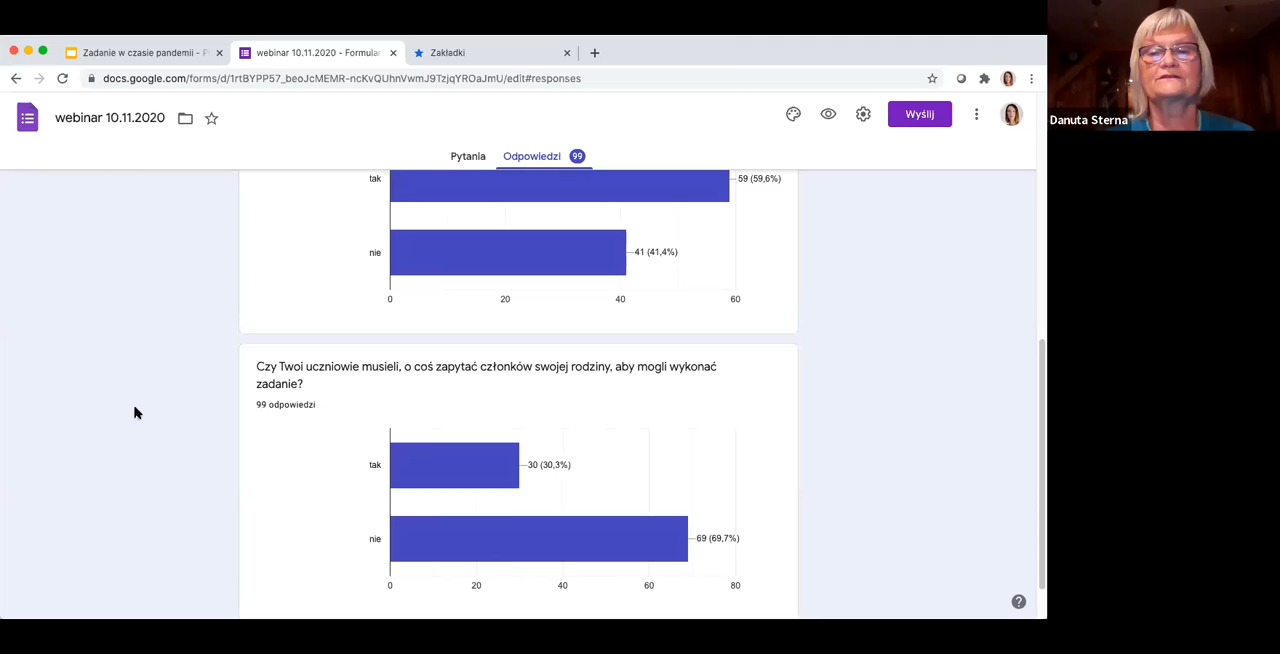 Zadanie w czasie pandemii - P
webinar 10.11.2020 - Formular
Zakładki
docs.google.com/forms/d/1rtBYPP57_beoJcMEMR-ncKvQUhnVwmJ9TzjqYROaJmU/edit#responses
webinar 10.11.2020
Wyślij
Danuta Sterna
Pytania
Odpowiedzi 99
tak
59 (59,6%)
nie
41 (41,4%)
0 20 40 60
Czy Twoi uczniowie musieli, o coś zapytać członków swojej rodziny, aby mogli wykonać
zadanie?
99 odpowiedzi
tak
30 (30,3%)
nie
69 (69,7%)
0 20 40 60 80